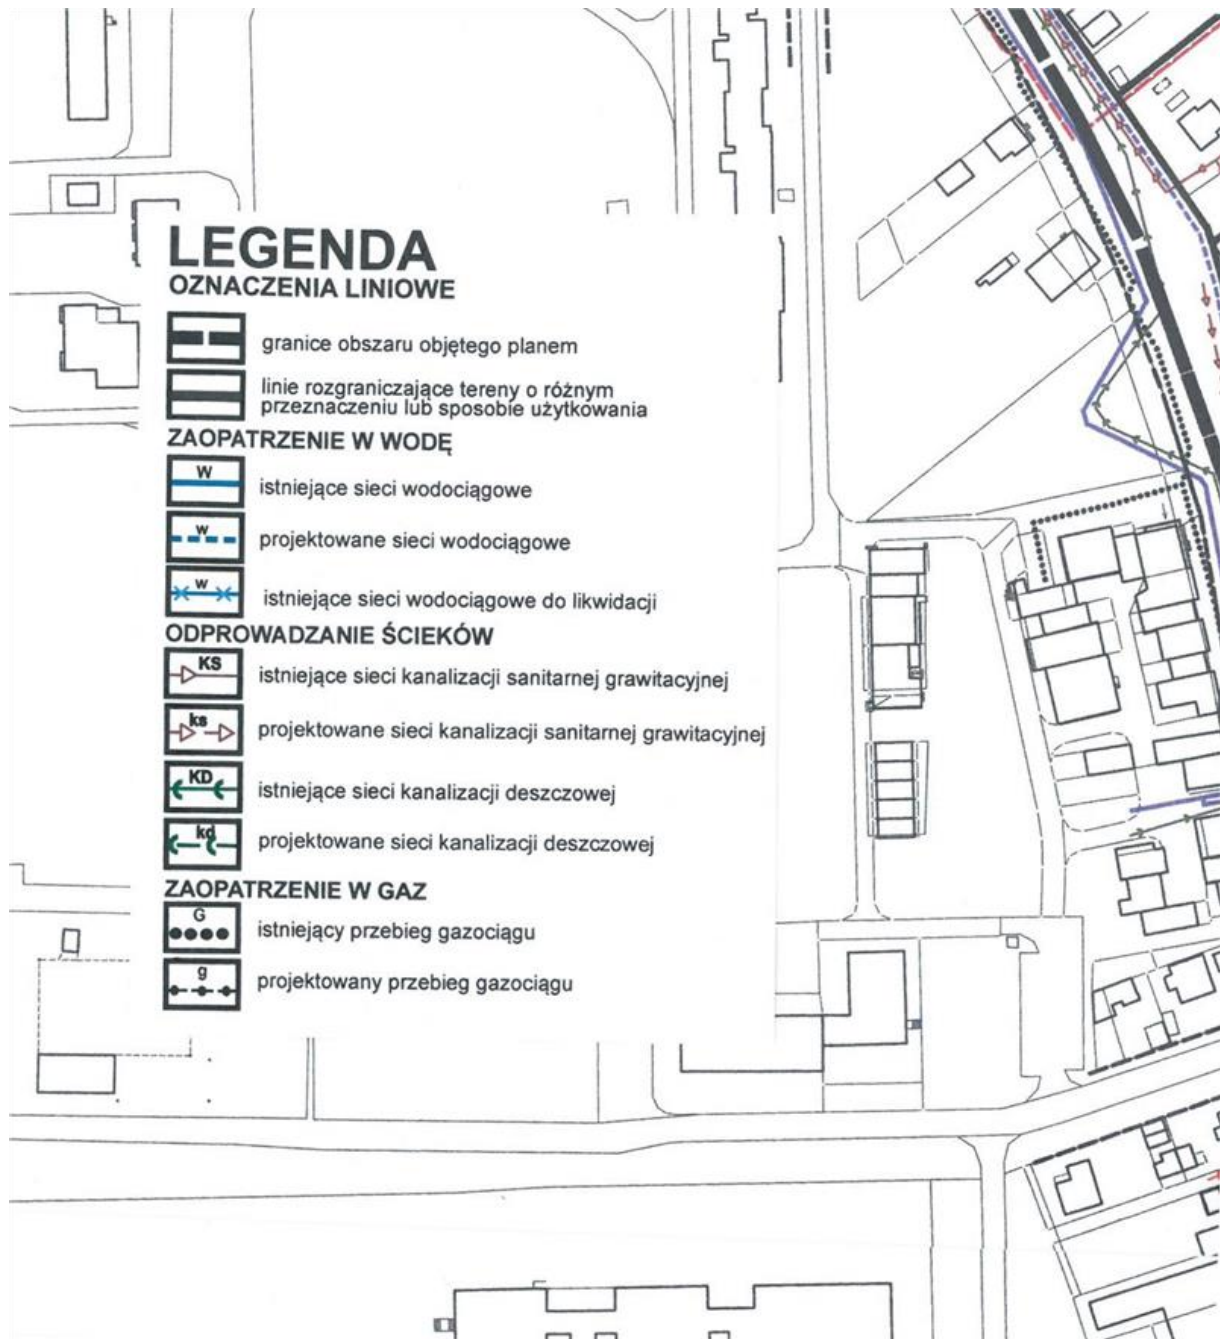 LEGENDA
OZNACZENIA LINIOWE
granice obszaru objętego planem
linie rozgraniczające tereny o różnym
przeznaczeniu lub sposobie użytkowania
ZAOPATRZENIE W WODĘ
W
istniejące sieci wodociągowe
w
projektowane sieci wodociągowe
w
istniejące sieci wodociągowe do likwidacji
ODPROWADZANIE ŚCIEKÓW
KS
istniejące sieci kanalizacji sanitarnej grawitacyjnej
ks
projektowane sieci kanalizacji sanitarnej grawitacyjnej
KD
istniejące sieci kanalizacji deszczowej
kd
projektowane sieci kanalizacji deszczowej
ZAOPATRZENIE W GAZ
G
istniejący przebieg gazociągu
g
projektowany przebieg gazociągu